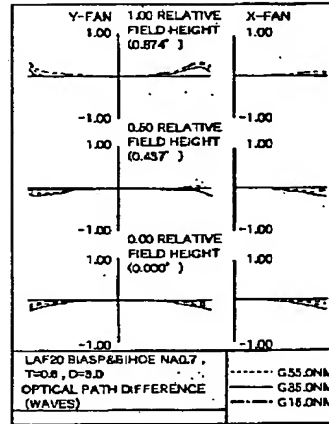 Y-FAN 1.00 RELATIVE X-FAN
1.00 FIELD HEIGHT 1.00
(0.874°)
-1.00 -1.00
0.50 RELATIVE
1.00 FIELD HEIGHT 1.00
(0.437°)
-1.00 -1.00
0.00 RELATIVE
1.00 FIELD HEIGHT 1.00
(0.000°)
-1.00 -1.00
LAF20 BIASP&BIHOE NA0.7,
T=0.8, D=3.0
OPTICAL PATH DIFFERENCE
(WAVES)
655.0NM
635.0NM
615.0NM